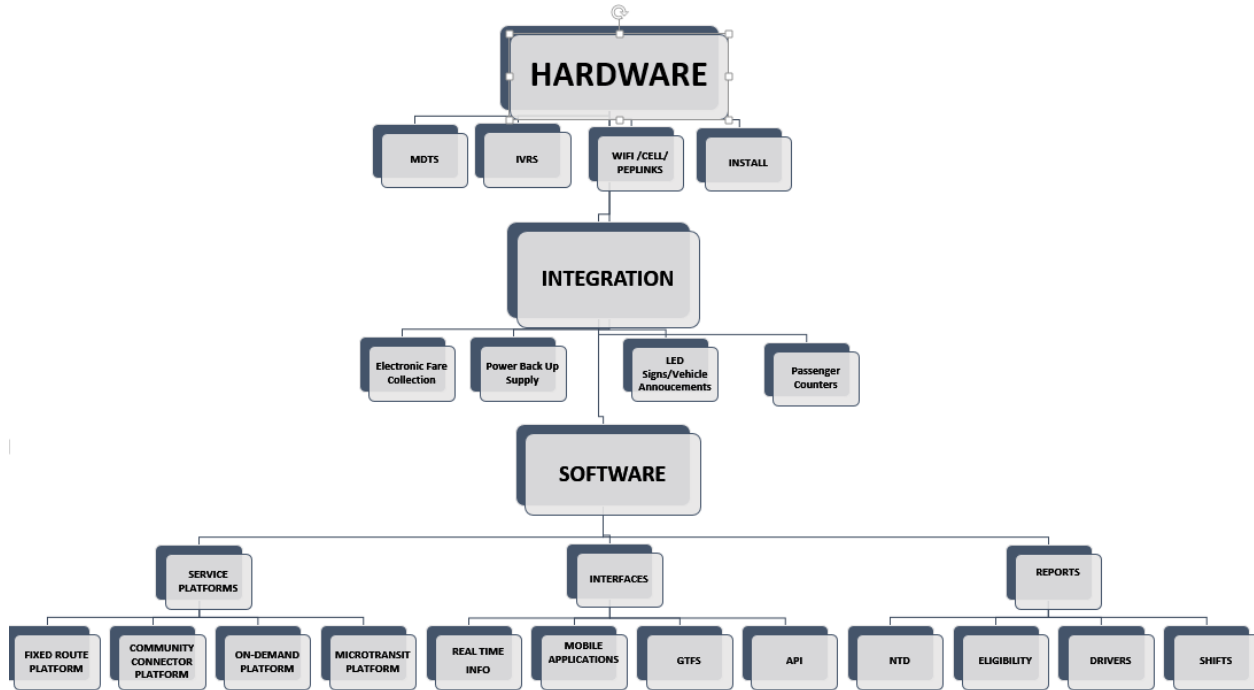 HARDWARE
MDTS
IVRS
WIFI /CELL/
PEPLINKS
INSTALL
INTEGRATION
Electronic Fare
Collection
Power Back Up
Supply
LED
Signs/Vehicle
Annoucements
Passenger
Counters
SOFTWARE
SERVICE
PLATFORMS
INTERFACES
REPORTS
FIXED ROUTE
PLATFORM
COMMUNITY
CONNECTOR
PLATFORM
ON-DEMAND
PLATFORM
MICROTRANSIT
PLATFORM
REAL TIME
INFO
MOBILE
APPLICATIONS
GTFS
API
NTD
ELIGIBILITY
DRIVERS
SHIFTS